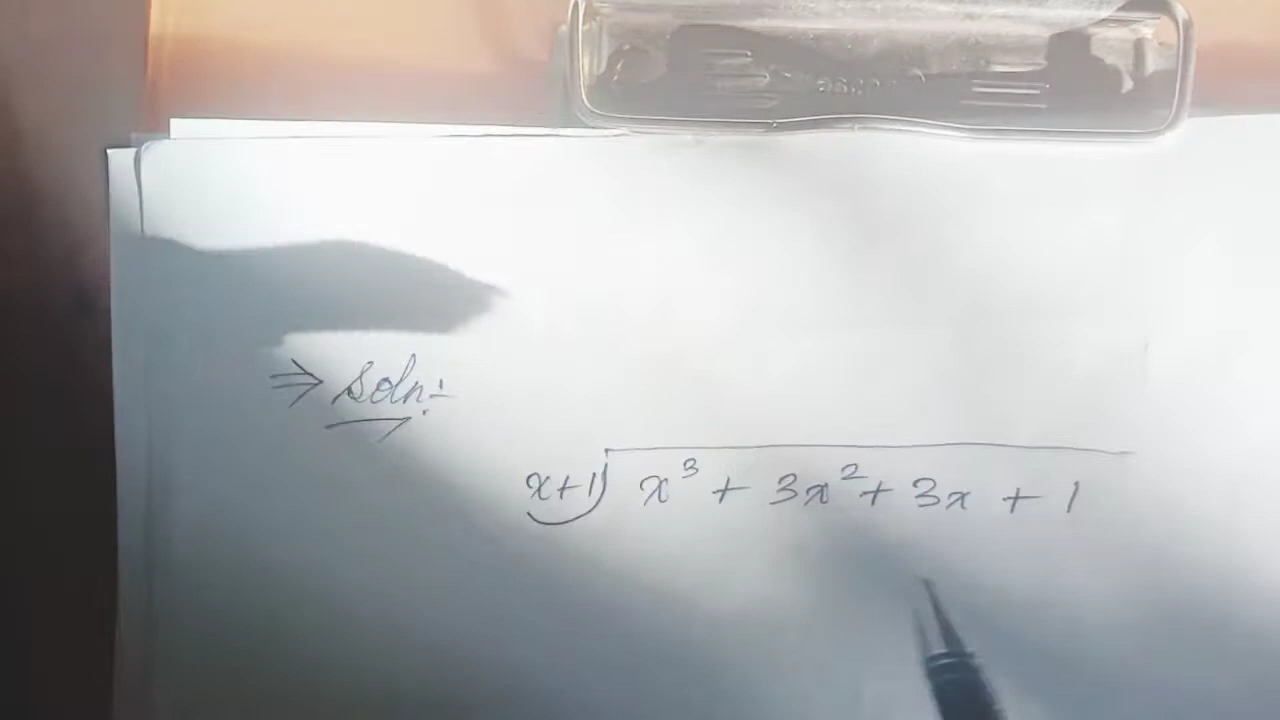 ⇒ Soln:-
x+1) x³ + 3x² + 3x + 1